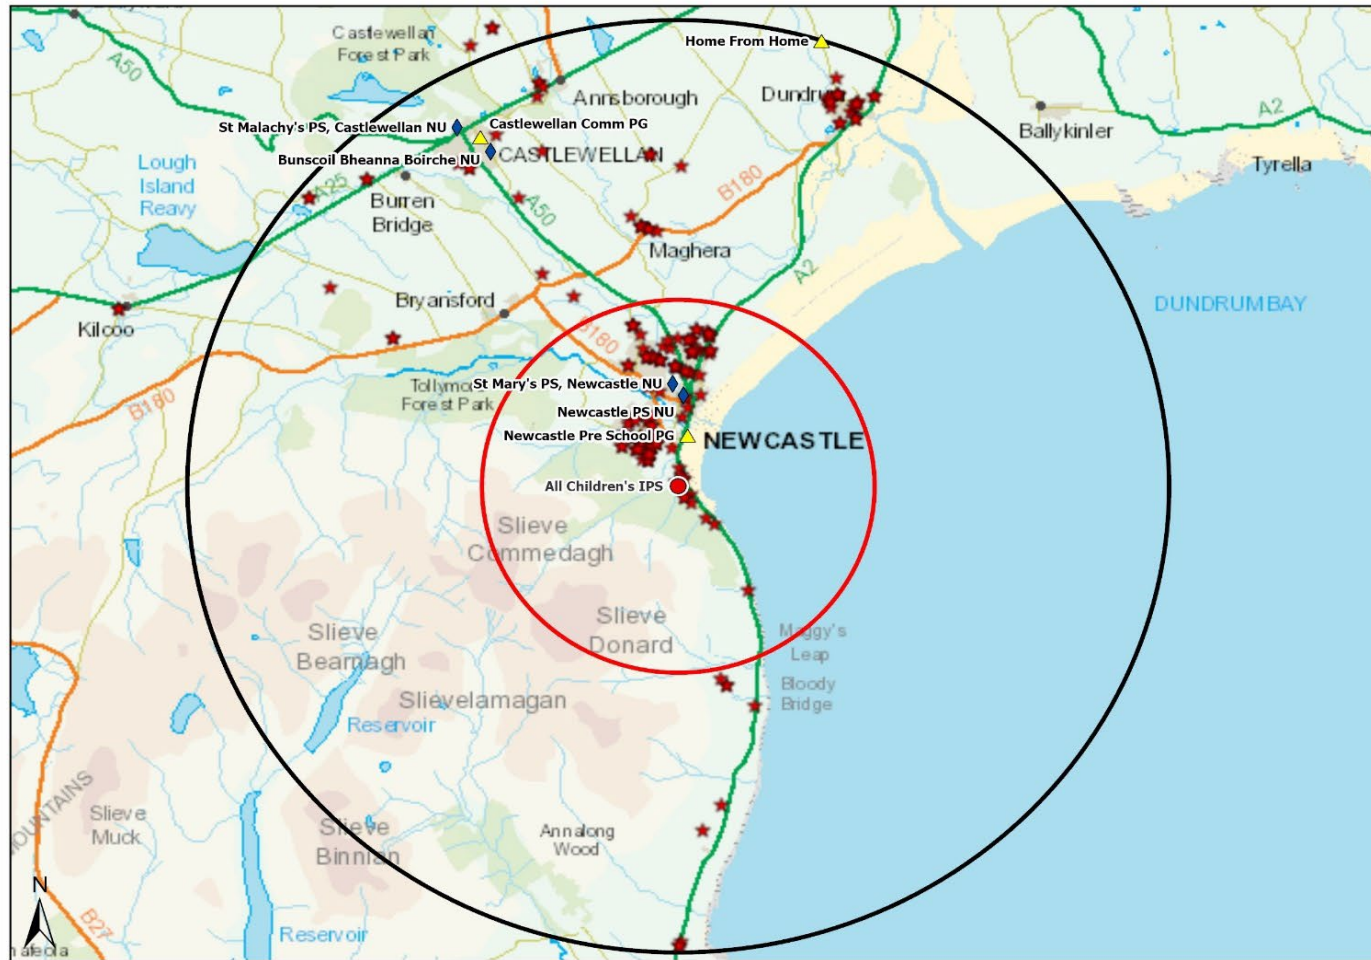 Castlewellan
Forest Park
Home From Home
A50
Annsborough
Dundrum
A2
Ballykinler
St Malachy's PS, Castlewellan NU
Castlewellan Comm PG
Bunscoil Bheanna Boirche NU
CASTLEWELLAN
Tyrella
Lough
Island
Reavy
A25
Burren
Bridge
A50
B180
Maghera
A2
Bryansford
Kilcoo
DUNDRUM BAY
B180
Tollymore
Forest Park
B180
St Mary's PS, Newcastle NU
Newcastle PS NU
Newcastle Pre School PG
NEWCASTLE
All Children's IPS
Slieve
Commedagh
Slieve
Donard
Slieve
Bearnagh
Maggy's
Leap
Bloody
Bridge
Slievelamagan
Reservoir
MOUNTAINS
Slieve
Muck
Slieve
Binnian
Annalong
Wood
N
B27
Reservoir